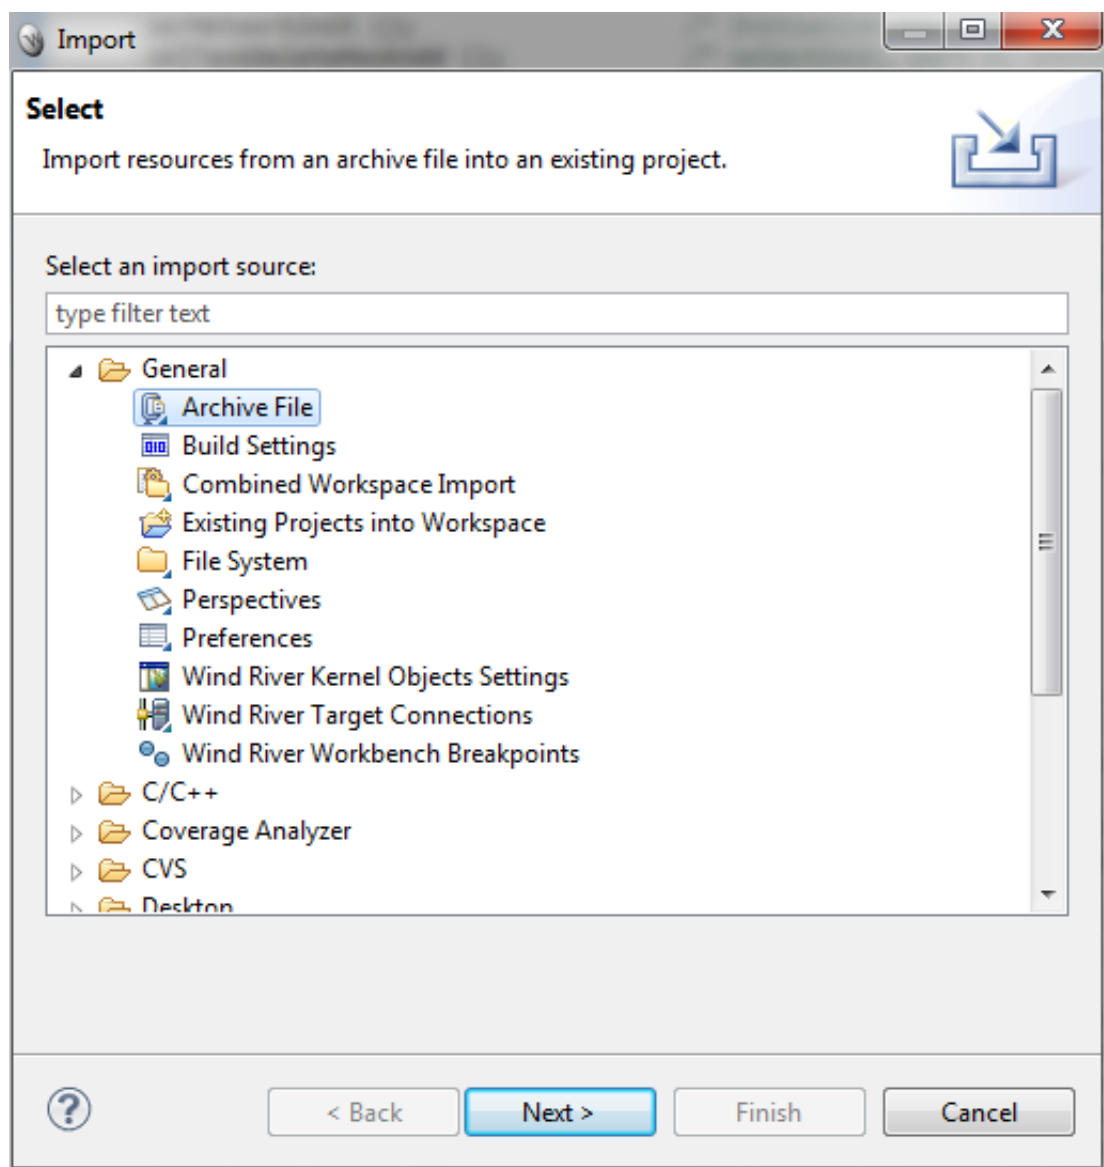 Import
Select
Import resources from an archive file into an existing project.
Select an import source:
type filter text
General
Archive File
Build Settings
Combined Workspace Import
Existing Projects into Workspace
File System
Perspectives
Preferences
Wind River Kernel Objects Settings
Wind River Target Connections
Wind River Workbench Breakpoints
C/C++
Coverage Analyzer
CVS
Desktop
< Back
Next >
Finish
Cancel